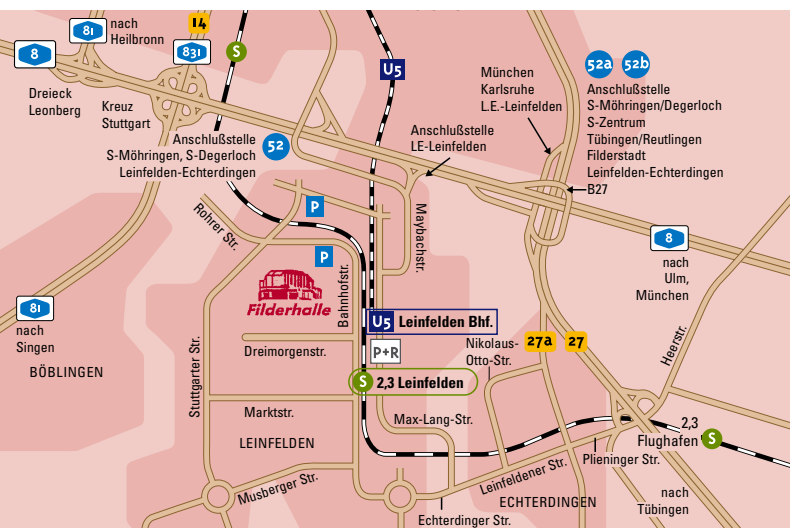 8
81
nach
Heilbronn
14
831
S
U5
Dreieck
Leonberg
Kreuz
Stuttgart
Anschlußstelle
S-Möhringen, S-Degerloch
Leinfelden-Echterdingen
52
Anschlußstelle
LE-Leinfelden
München
Karlsruhe
L.E.-Leinfelden
52a
52b
Anschlußstelle
S-Möhringen/Degerloch
S-Zentrum
Tübingen/Reutlingen
Filderstadt
Leinfelden-Echterdingen
B27
8
nach
Ulm,
München
Rohrer Str.
P
P
Maybachstr.
Filderhalle
Bahnhofstr.
81
nach
Singen
BÖBLINGEN
Stuttgarter Str.
Dreimorgenstr.
U5 Leinfelden Bhf.
P+R
S 2,3 Leinfelden
Nikolaus-
Otto-Str.
27a
27
Heerstr.
Marktstr.
LEINFELDEN
Max-Lang-Str.
2,3
Flughafen S
Plieninger Str.
Musberger Str.
Leinfeldener Str.
ECHTERDINGEN
Echterdinger Str.
nach
Tübingen